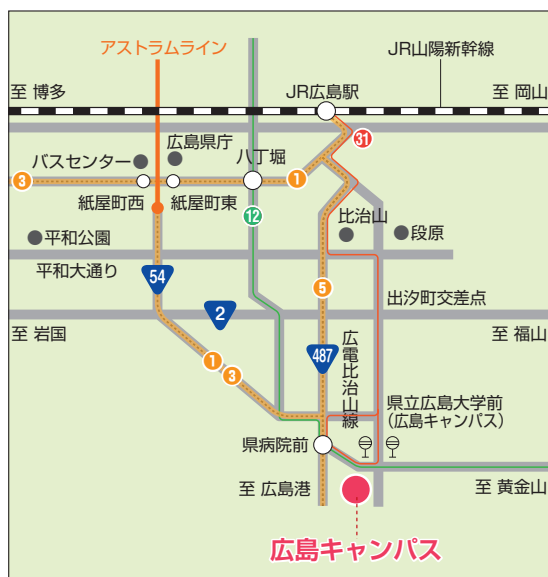 アストラムライン
JR山陽新幹線
至 博多
JR広島駅
至 岡山
31
広島県庁
バスセンター
八丁堀
3
1
紙屋町西
紙屋町東
12
比治山
段原
平和公園
平和大通り
54
5
出汐町交差点
2
至 岩国
至 福山
487
広電比治山線
1
3
県立広島大学前
(広島キャンパス)
県病院前
至 広島港
至 黄金山
広島キャンパス